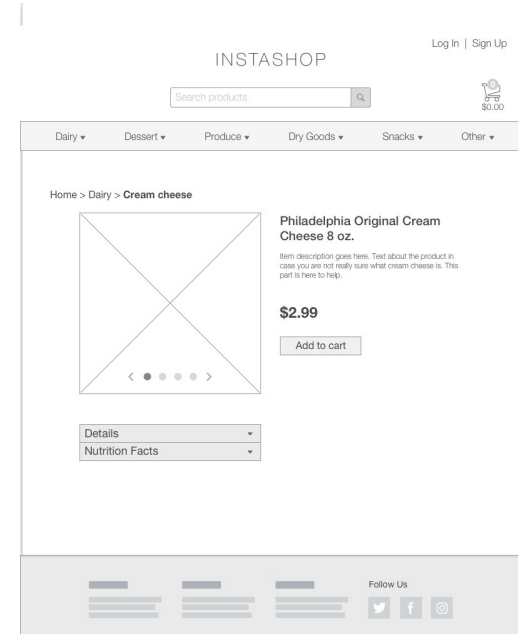 Log In | Sign Up
INSTASHOP
Search products
0
$0.00
Dairy Dessert Produce Dry Goods Snacks Other
Home > Dairy > Cream cheese
Philadelphia Original Cream
Cheese 8 oz.
Item description goes here. Text about the product in
case you are not really sure what cream cheese is. This
part is here to help.
$2.99
Add to cart
Details
Nutrition Facts
Follow Us